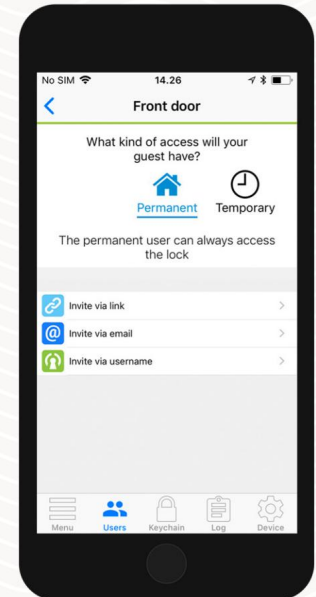 No SIM 14.26
Front door
What kind of access will your
guest have?
Permanent Temporary
The permanent user can always access
the lock
Invite via link
@ Invite via email
Invite via username
Menu Users Keychain Log Device